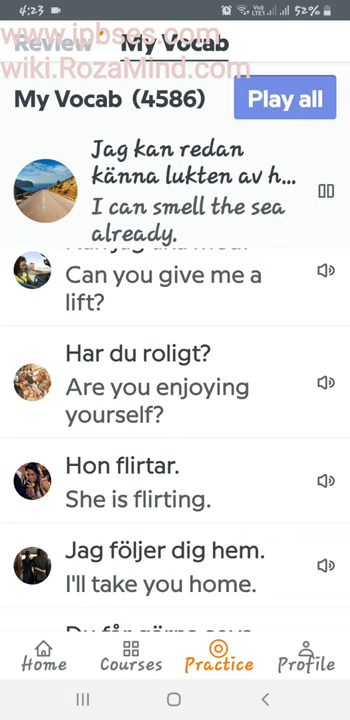 4:23 52%
www.ipbses.com
Review My Vocab
wiki.RozaMind.com
My Vocab (4586) Play all
Jag kan redan
känna lukten av h...
I can smell the sea
already.
Can you give me a
lift?
Har du roligt?
Are you enjoying
yourself?
Hon flirtar.
She is flirting.
Jag följer dig hem.
I'll take you home.
Home Courses Practice Profile